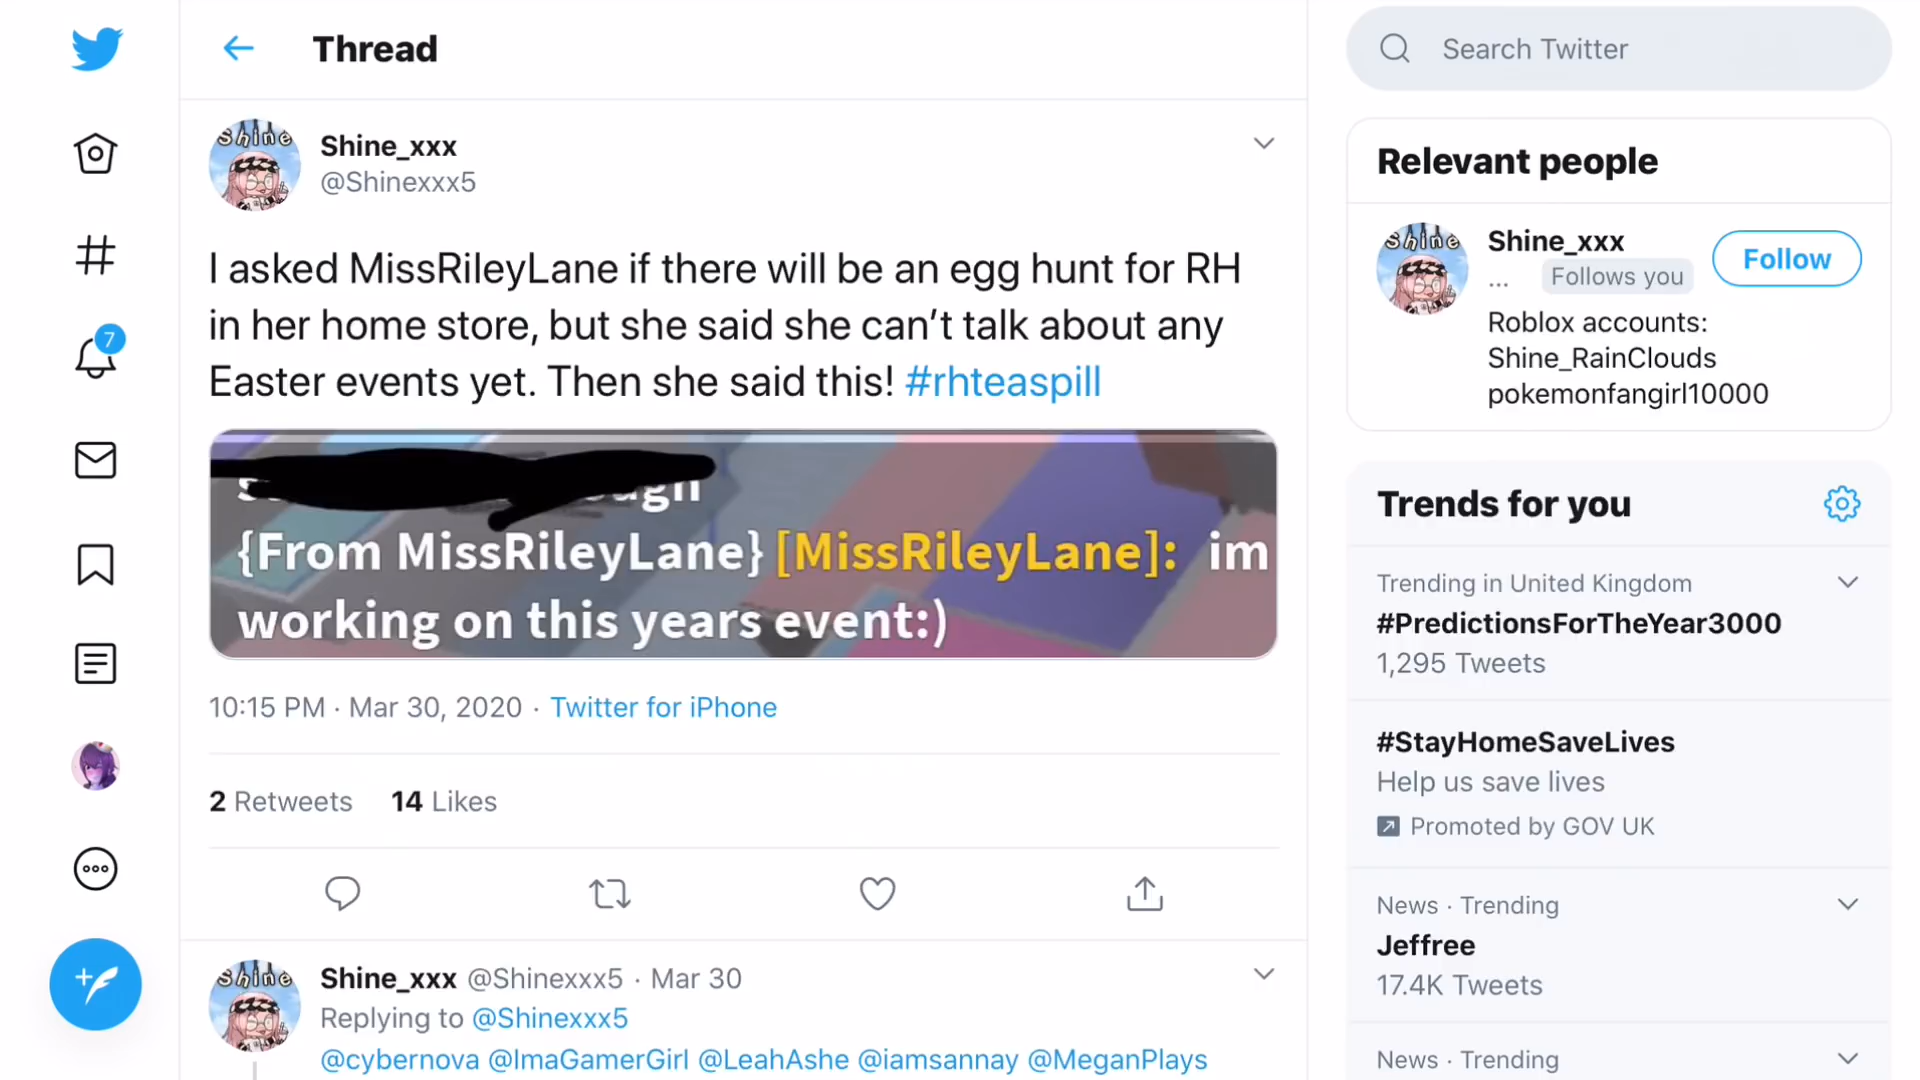 Thread
Shine_xxx
@Shinexxx5
I asked MissRileyLane if there will be an egg hunt for RH
in her home store, but she said she can't talk about any
Easter events yet. Then she said this! #rhteaspill
{From MissRileyLane} [MissRileyLane]: im
working on this years event:)
10:15 PM · Mar 30, 2020 · Twitter for iPhone
2 Retweets 14 Likes
Shine_xxx @Shinexxx5 · Mar 30
Replying to @Shinexxx5
@cybernova @ImaGamerGirl @LeahAshe @iamsannay @MeganPlays
7
Search Twitter
Relevant people
Shine_xxx
... Follows you
Follow
Roblox accounts:
Shine_RainClouds
pokemonfangirl10000
Trends for you
Trending in United Kingdom
#PredictionsForTheYear3000
1,295 Tweets
#StayHomeSaveLives
Help us save lives
Promoted by GOV UK
News · Trending
Jeffree
17.4K Tweets
News · Trending
Shine
Shine
Shine